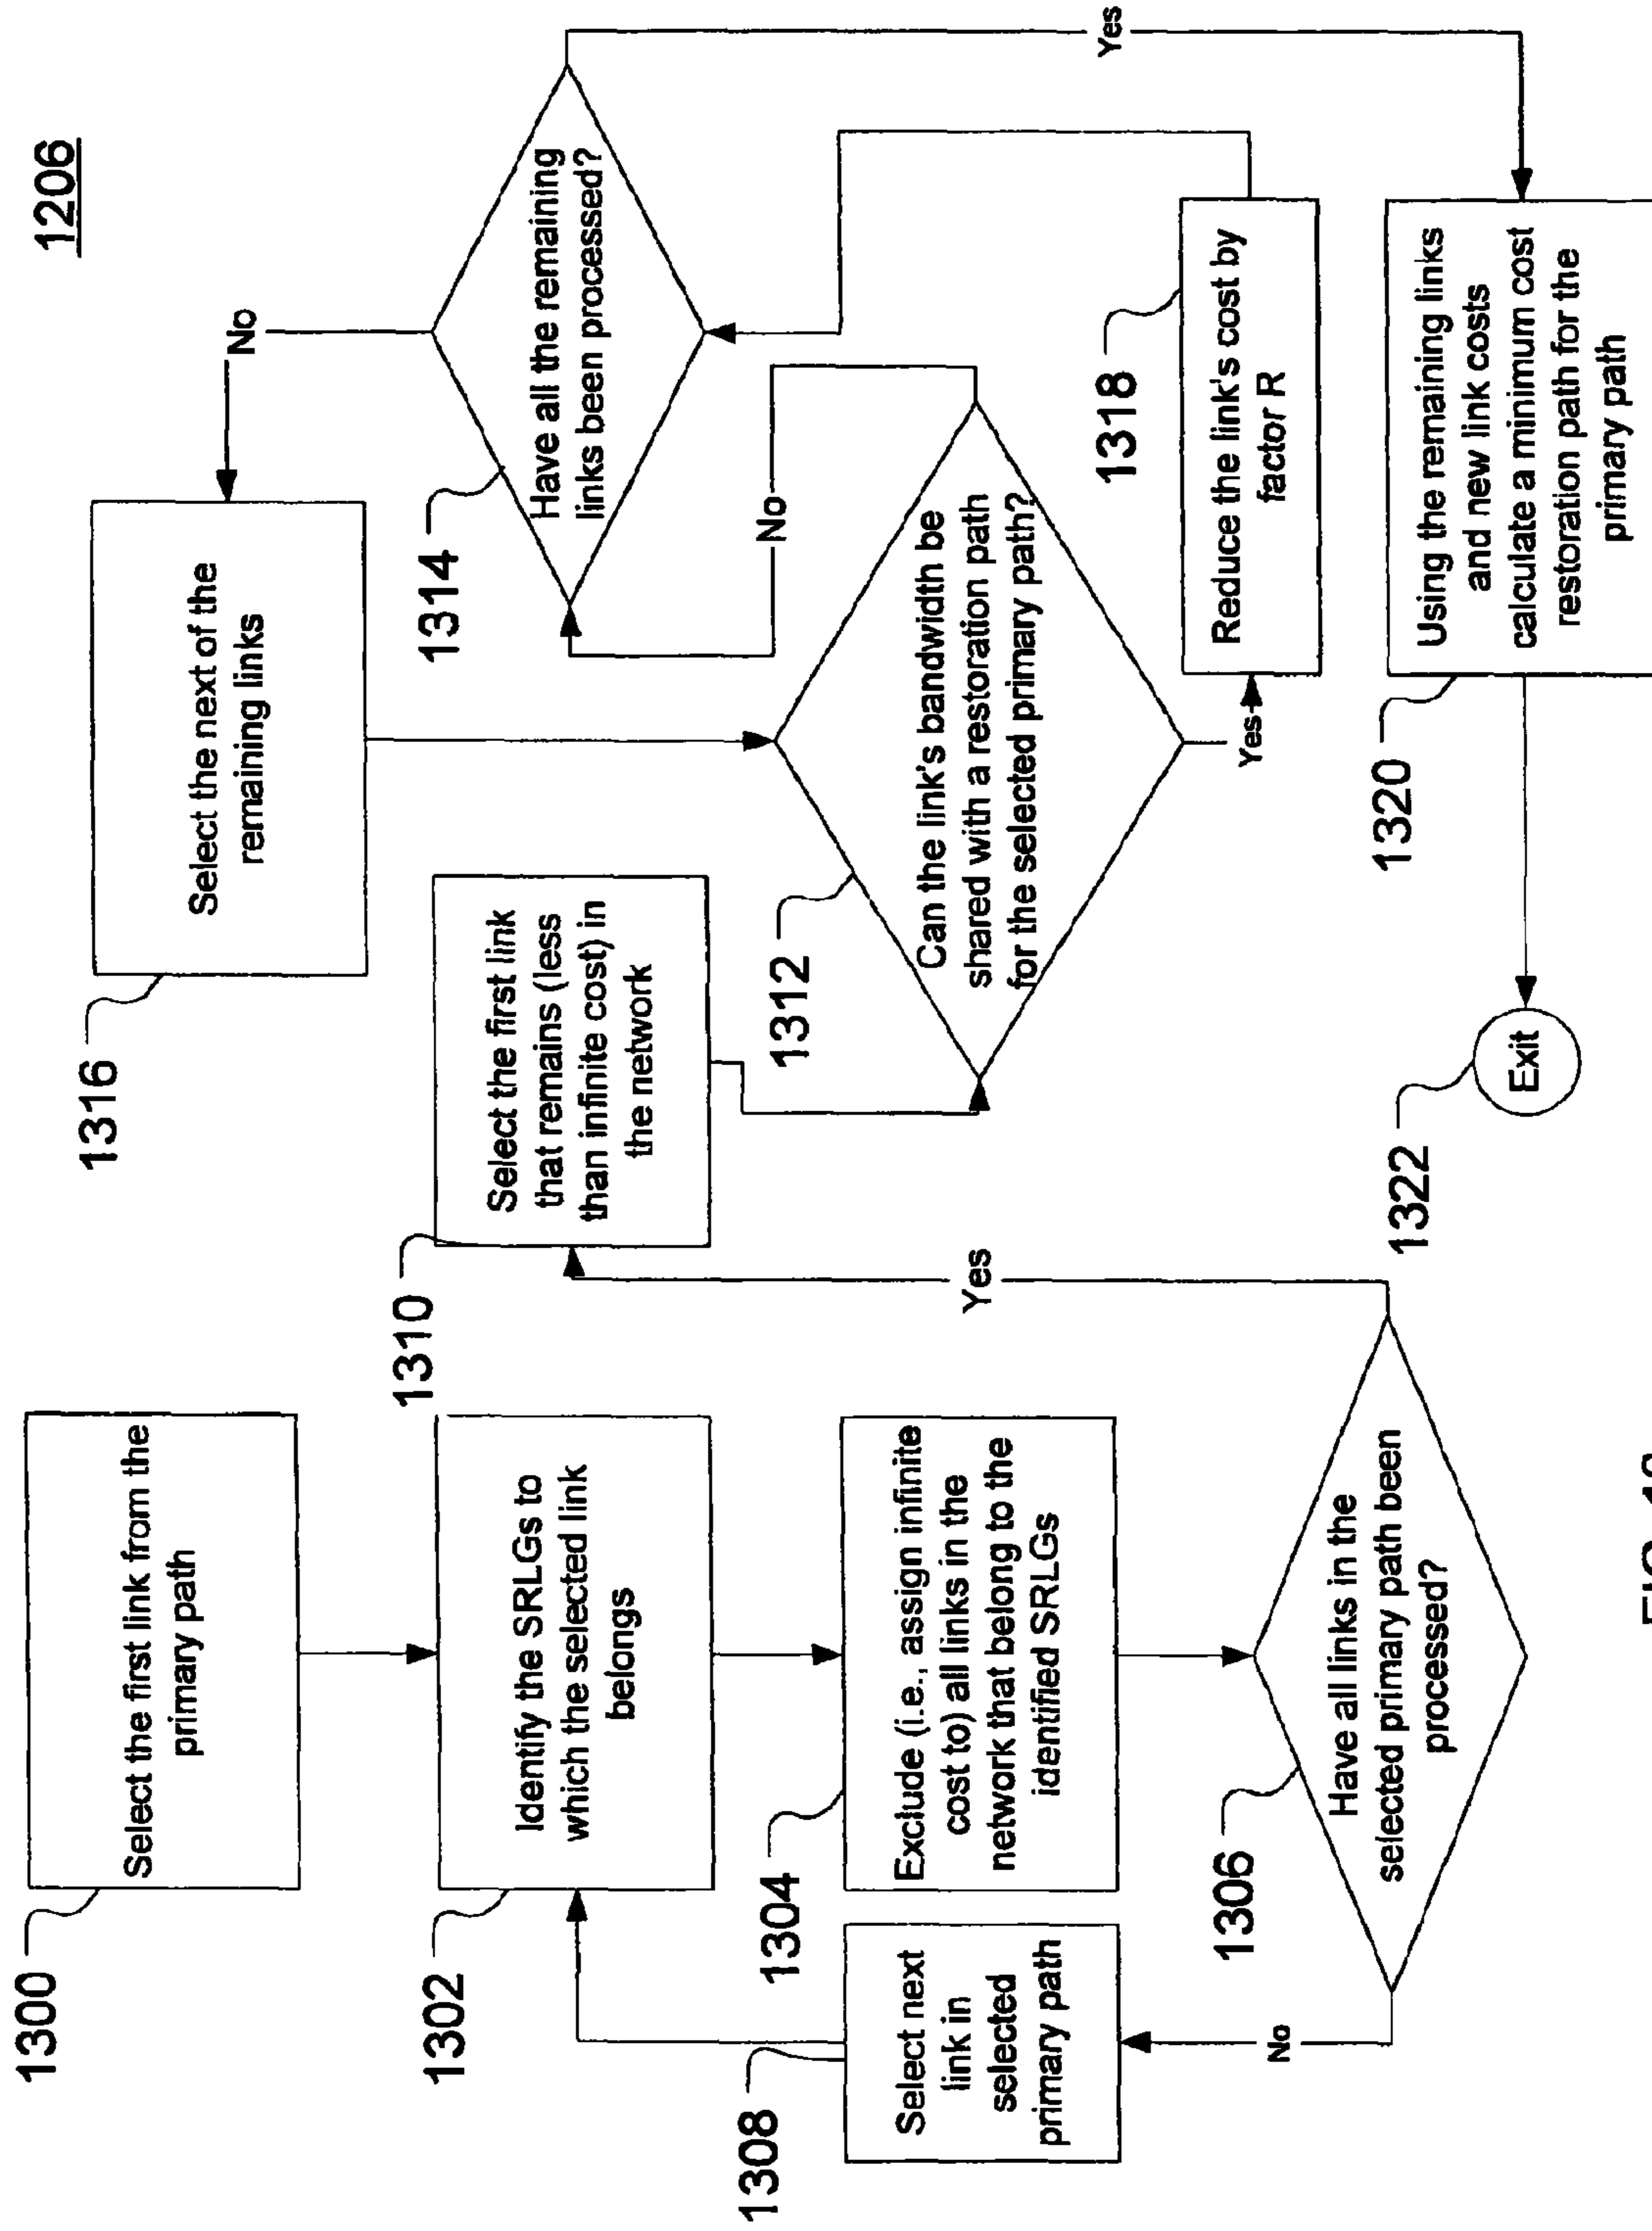 1206
1300
Select the first link from the
primary path
1302
Identify the SRLGs to
which the selected link
belongs
1304
Exclude (i.e., assign infinite
cost to) all links in the
network that belong to the
identified SRLGs
1306
Have all links in the
selected primary path been
processed?
No
1308
Select next
link in
selected
primary path
Yes
1310
Select the first link
that remains (less
than infinite cost) in
the network
1312
Can the link's bandwidth be
shared with a restoration path
for the selected primary path?
No
Yes
1314
Have all the remaining
links been processed?
No
Yes
1316
Select the next of the
remaining links
1318
Reduce the link's cost by
factor R
1320
Using the remaining links
and new link costs
calculate a minimum cost
restoration path for the
primary path
1322
Exit